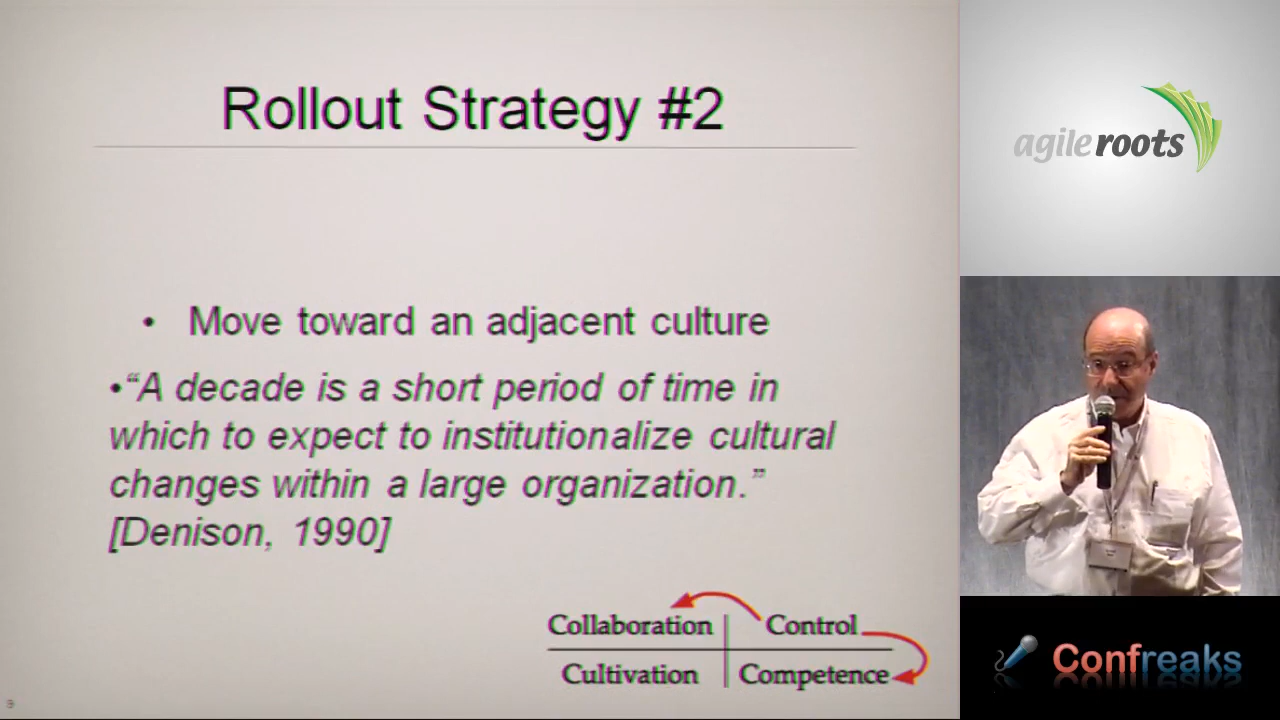 Rollout Strategy #2
• Move toward an adjacent culture
•“A decade is a short period of time in
which to expect to institutionalize cultural
changes within a large organization.”
[Denison, 1990]
Collaboration Control
Cultivation Competence
agile roots
Confreaks